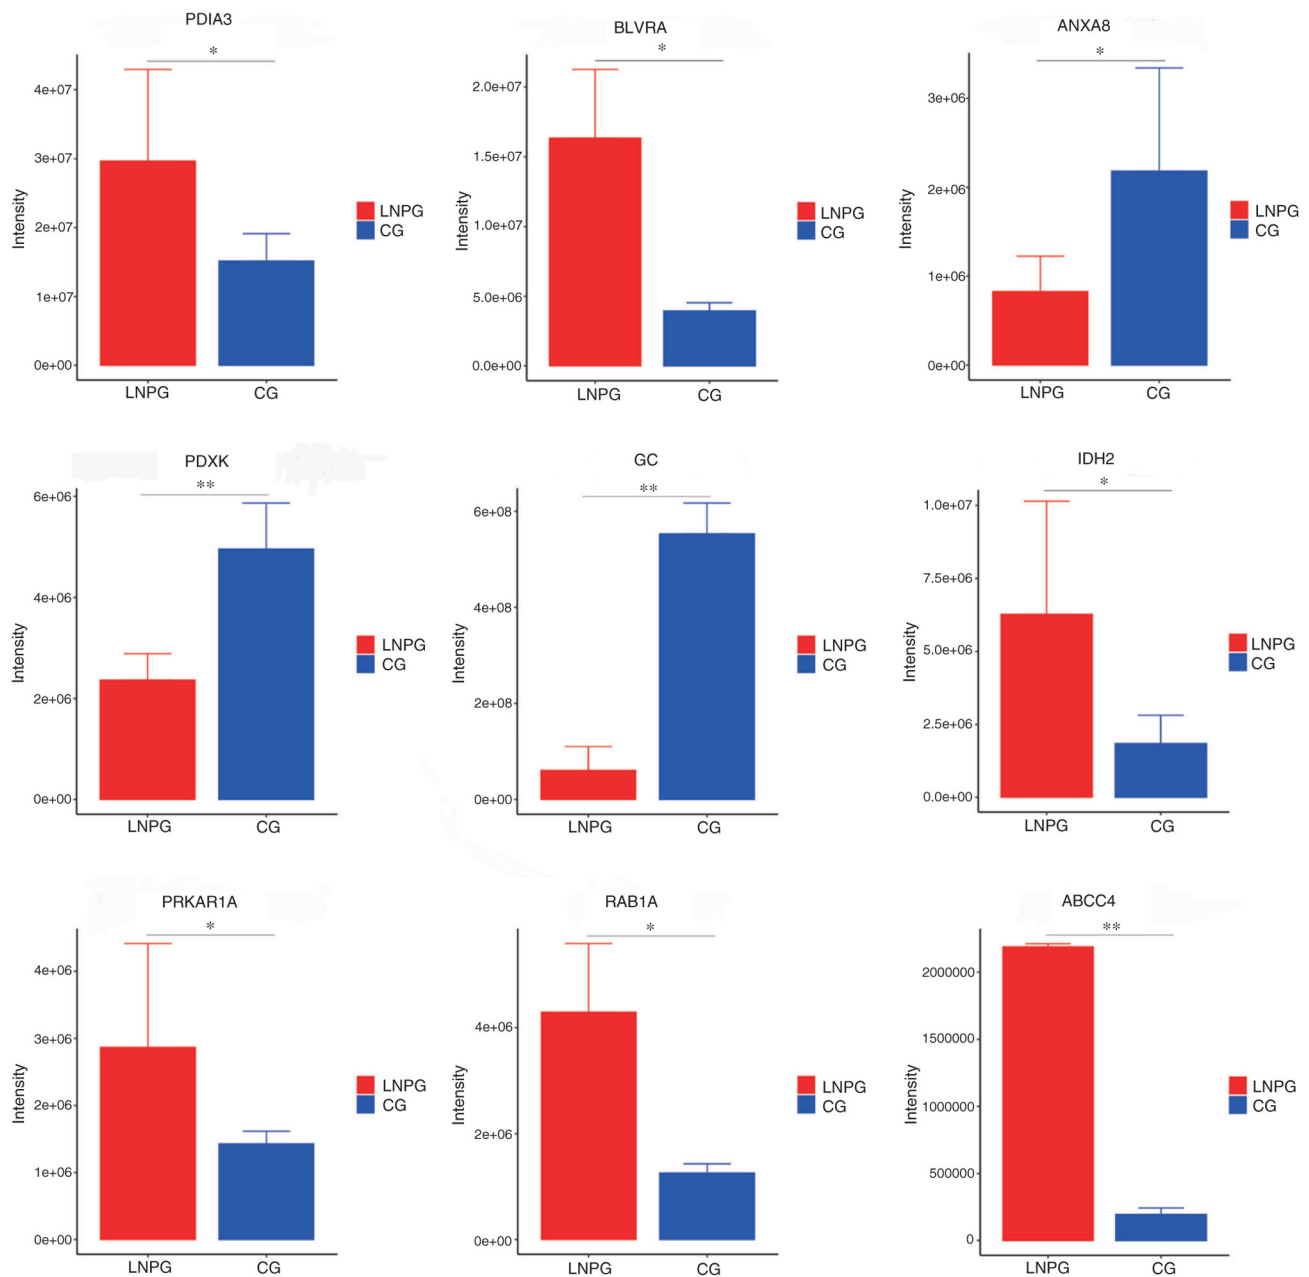 PDIA3
*
4e+07
3e+07
2e+07
1e+07
0e+00
Intensity
LNPG
CG
LNPG
CG
BLVRA
*
2.0e+07
1.5e+07
1.0e+07
5.0e+06
0.0e+00
Intensity
LNPG
CG
LNPG
CG
ANXA8
*
3e+06
2e+06
1e+06
0e+00
Intensity
LNPG
CG
LNPG
CG
PDXK
**
6e+06
4e+06
2e+06
0e+00
Intensity
LNPG
CG
LNPG
CG
GC
**
6e+08
4e+08
2e+08
0e+00
Intensity
LNPG
CG
LNPG
CG
IDH2
*
1.0e+07
7.5e+06
5.0e+06
2.5e+06
0.0e+00
Intensity
LNPG
CG
LNPG
CG
PRKAR1A
*
4e+06
3e+06
2e+06
1e+06
0e+00
Intensity
LNPG
CG
LNPG
CG
RAB1A
*
4e+06
2e+06
0e+00
Intensity
LNPG
CG
LNPG
CG
ABCC4
**
2000000
1500000
1000000
500000
0
Intensity
LNPG
CG
LNPG
CG